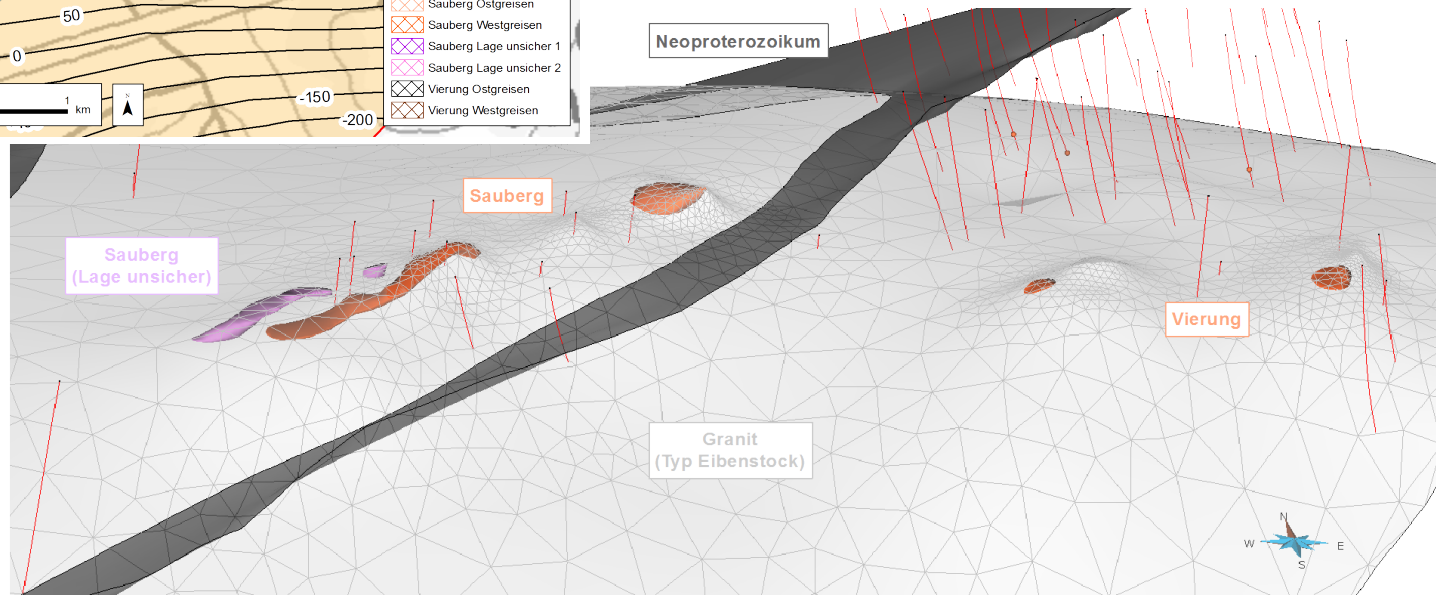 50
0
-150
-200
1
km
N
Sauberg Ostgreisen
Sauberg Westgreisen
Sauberg Lage unsicher 1
Sauberg Lage unsicher 2
Vierung Ostgreisen
Vierung Westgreisen
Neoproterozoikum
Sauberg
Sauberg
(Lage unsicher)
Vierung
Granit
(Typ Eibenstock)
N
W
E
S